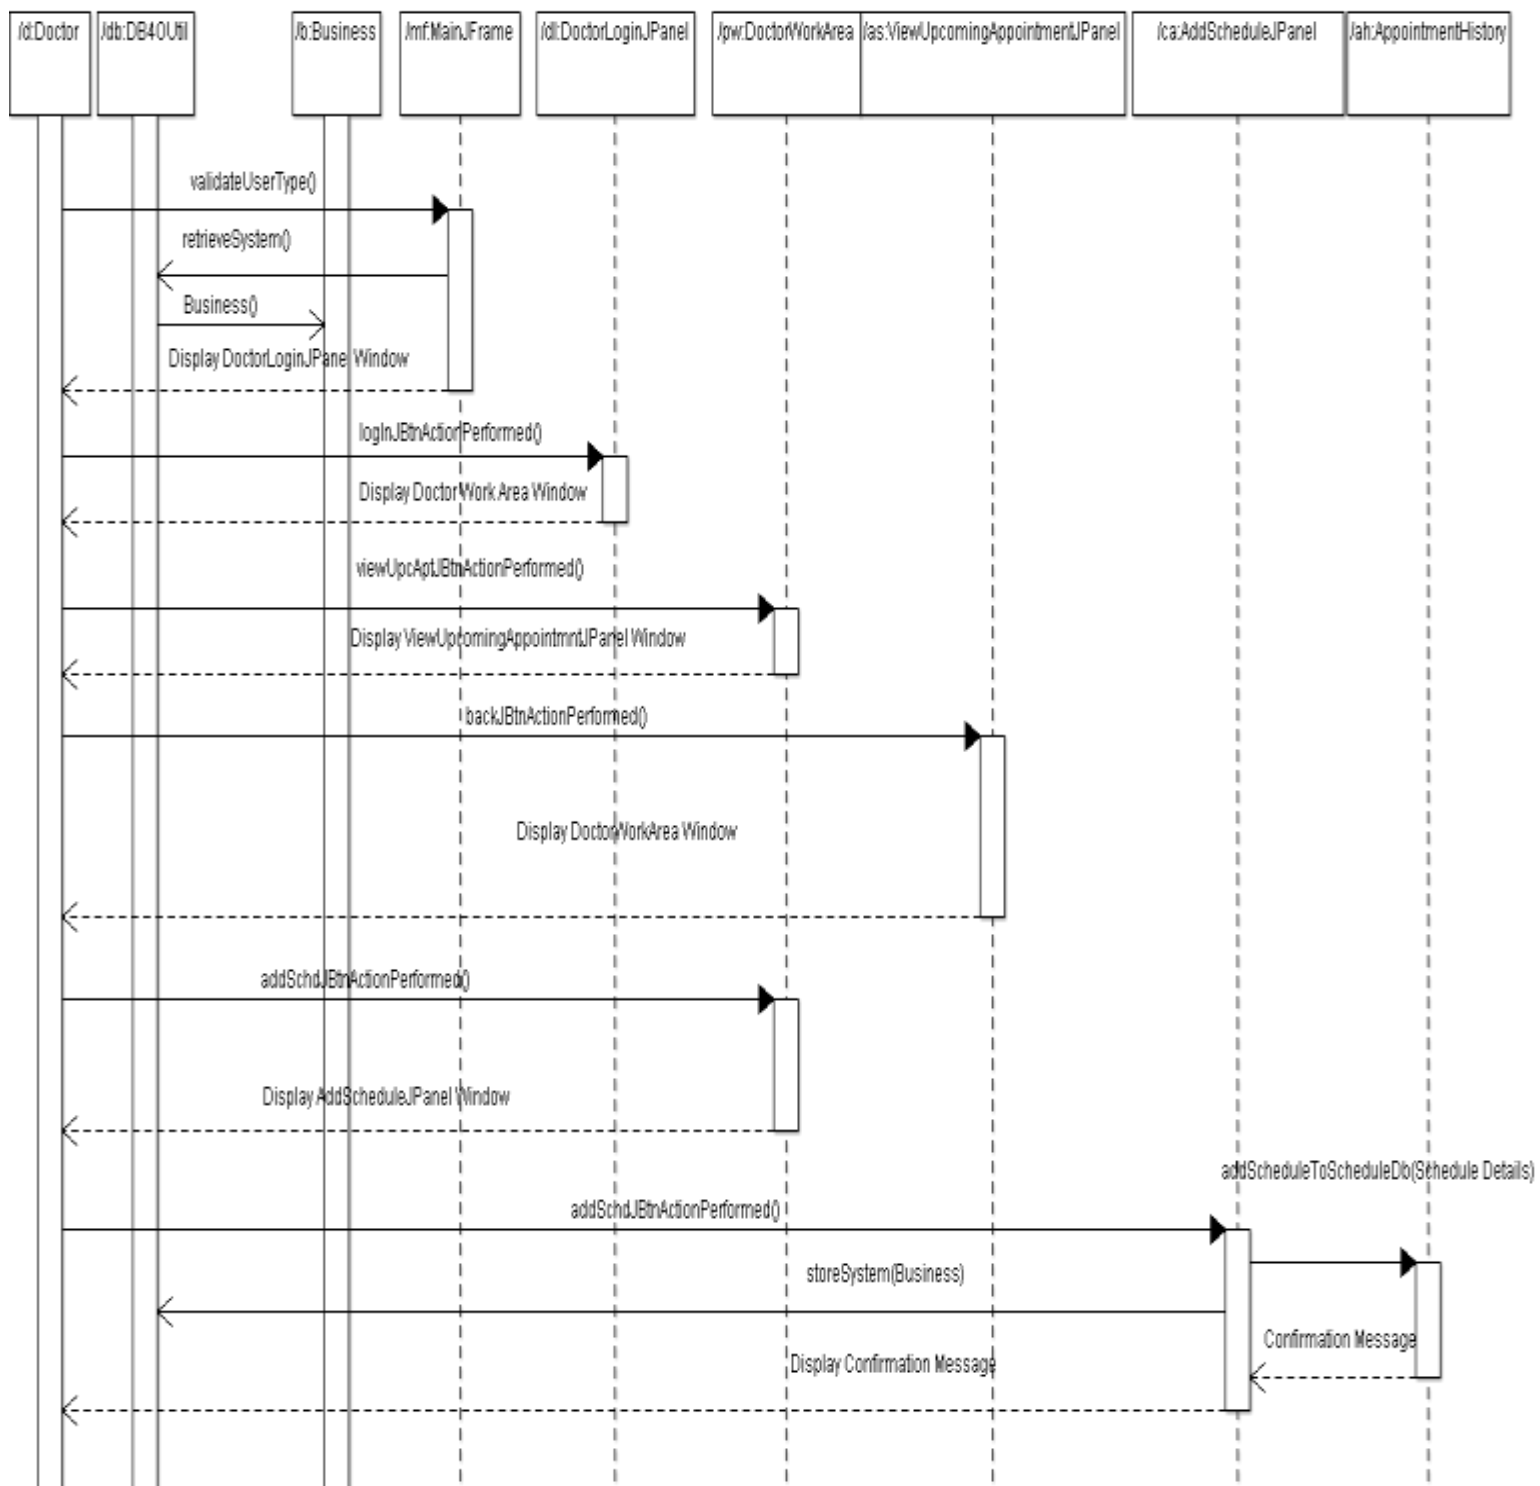 /d:Doctor
/db:DB4OUtil
/b:Business
/mf:MainJFrame
/dl:DoctorLoginJPanel
/pw:DoctorWorkArea
/as:ViewUpcomingAppointmentJPanel
/ca:AddScheduleJPanel
/ah:AppointmentHistory
validateUserType()
retrieveSystem()
Business()
Display DoctorLoginJPanel Window
logInJBtnActionPerformed()
Display Doctor Work Area Window
viewUpcAptJBtnActionPerformed()
Display ViewUpcomingAppointmntJPanel Window
backJBtnActionPerformed()
Display DoctorWorkArea Window
addSchdJBtnActionPerformed()
Display AddScheduleJPanel Window
addScheduleToScheduleDb(Schedule Details)
addSchdJBtnActionPerformed()
storeSystem(Business)
Confirmation Message
Display Confirmation Message